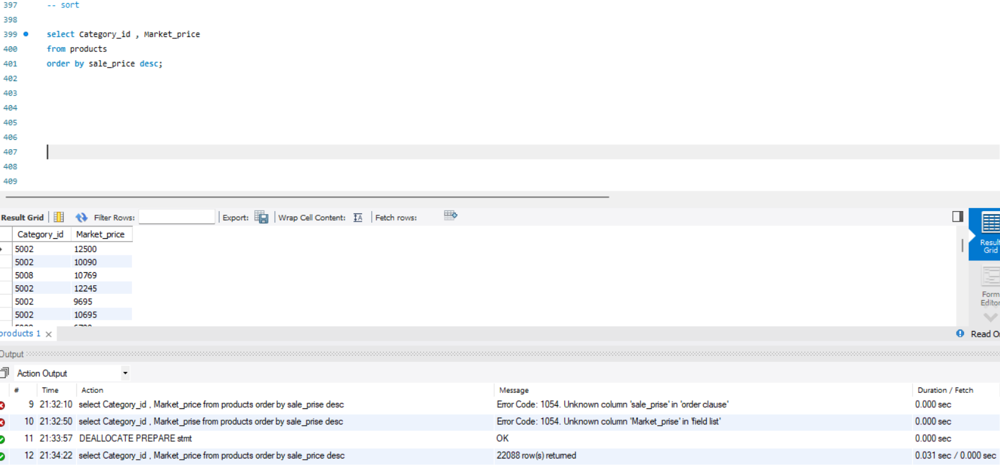 397 -- sort
398
399 select Category_id , Market_price
400 from products
401 order by sale_price desc;
402
403
404
405
406
407
408
409
Result Grid Filter Rows: Export: Wrap Cell Content: Fetch rows:
Category_id Market_price
5002 12500
5002 10090
5008 10769
5002 12245
5002 9695
5002 10695
Result
Grid
Form
Editor
products 1
Read O
Output
Action Output
# Time Action Message Duration / Fetch
9 21:32:10 select Category_id , Market_price from products order by sale_prise desc Error Code: 1054. Unknown column 'sale_prise' in 'order clause' 0.000 sec
10 21:32:50 select Category_id , Market_prise from products order by sale_prise desc Error Code: 1054. Unknown column 'Market_prise' in 'field list' 0.000 sec
11 21:33:57 DEALLOCATE PREPARE stmt OK 0.000 sec
12 21:34:22 select Category_id , Market_price from products order by sale_price desc 22088 row(s) returned 0.031 sec / 0.000 sec